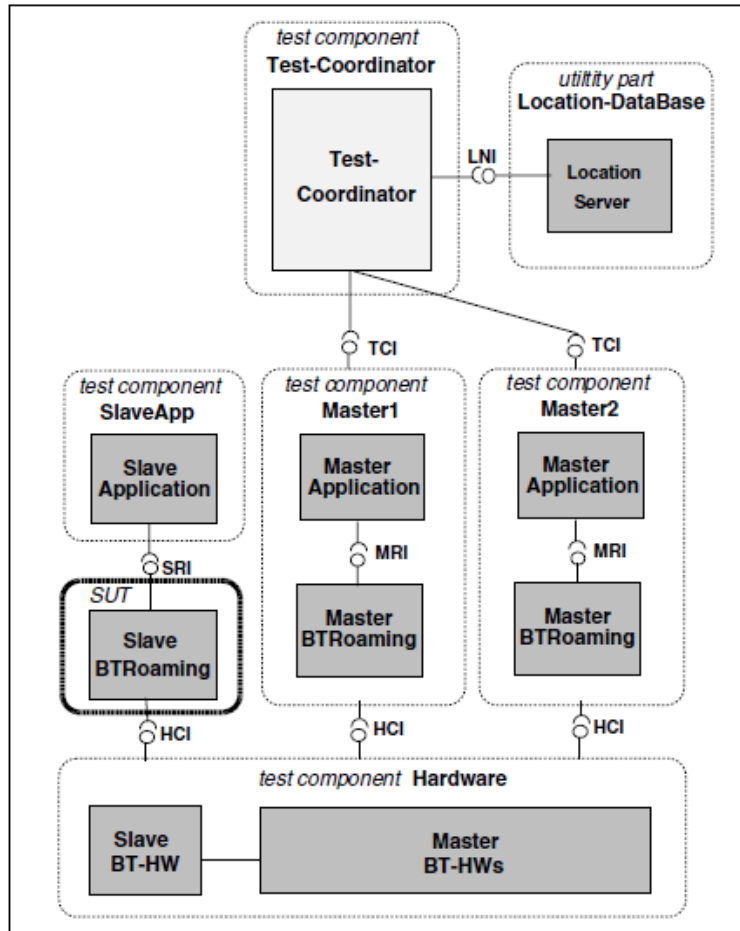 test component
Test-Coordinator
Test-
Coordinator
LNI
utiltity part
Location-DataBase
Location
Server
TCI
TCI
test component
SlaveApp
Slave
Application
SRI
SUT
Slave
BTRoaming
HCI
test component
Master1
Master
Application
MRI
Master
BTRoaming
HCI
test component
Master2
Master
Application
MRI
Master
BTRoaming
HCI
test component Hardware
Slave
BT-HW
Master
BT-HWs